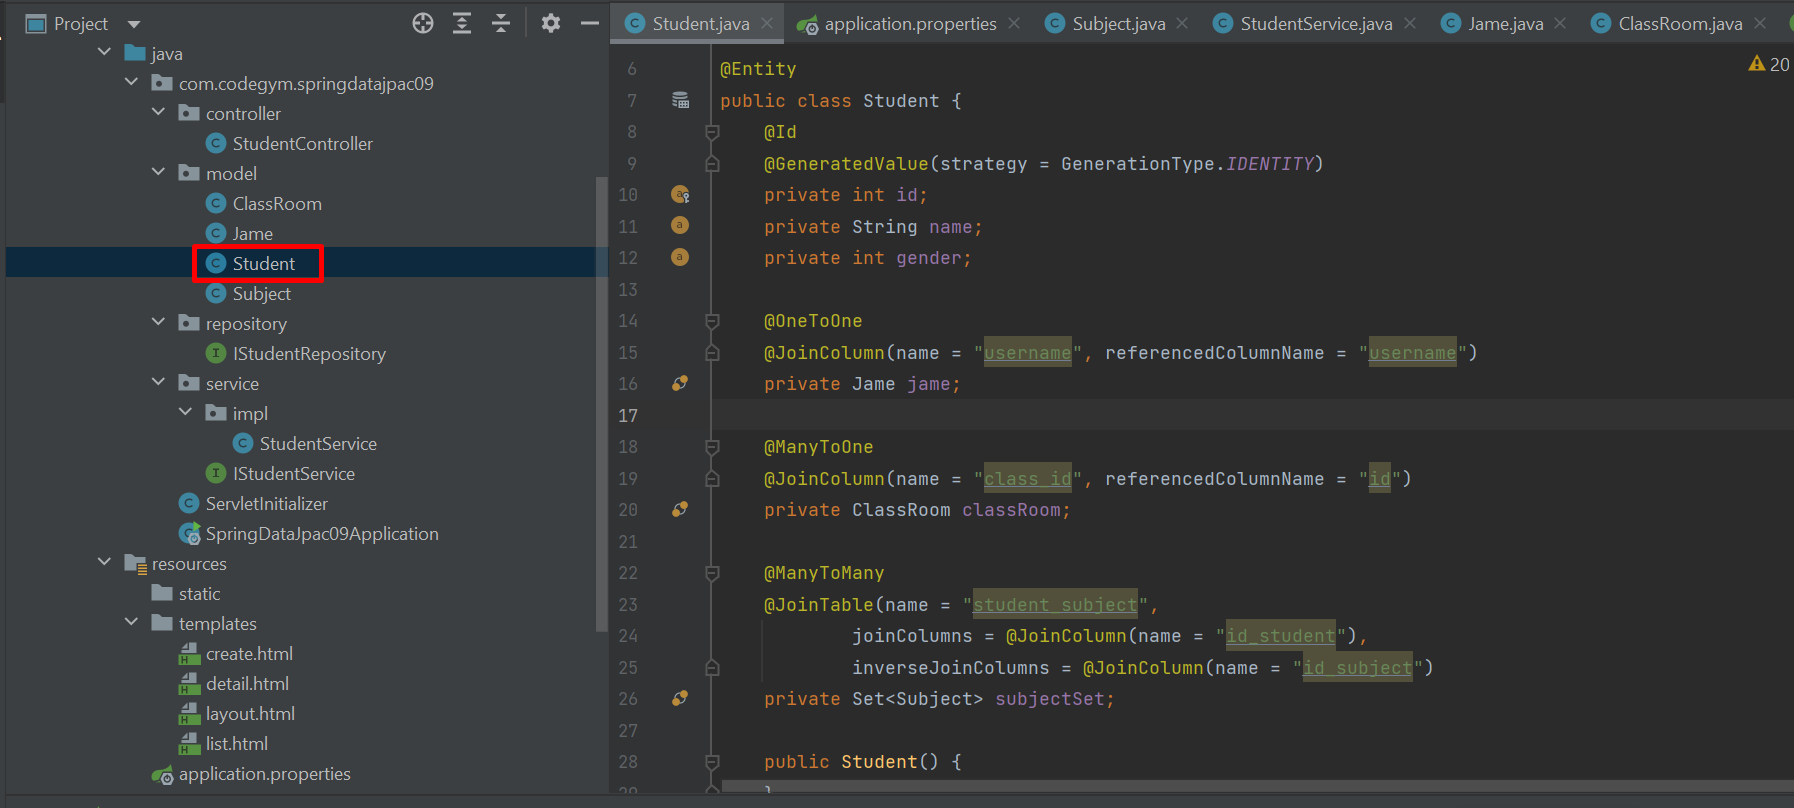 Project
java
com.codegym.springdatajpac09
controller
StudentController
model
ClassRoom
Jame
Student
Subject
repository
IStudentRepository
service
impl
StudentService
IStudentService
ServletInitializer
SpringDataJpac09Application
resources
static
templates
create.html
detail.html
layout.html
list.html
application.properties
Student.java application.properties Subject.java StudentService.java Jame.java ClassRoom.java
20
6 @Entity
7 public class Student {
8 @Id
9 @GeneratedValue(strategy = GenerationType.IDENTITY)
10 private int id;
11 private String name;
12 private int gender;
13
14 @OneToOne
15 @JoinColumn(name = "username", referencedColumnName = "username")
16 private Jame jame;
17
18 @ManyToOne
19 @JoinColumn(name = "class_id", referencedColumnName = "id")
20 private ClassRoom classRoom;
21
22 @ManyToMany
23 @JoinTable(name = "student_subject",
24 joinColumns = @JoinColumn(name = "id_student"),
25 inverseJoinColumns = @JoinColumn(name = "id_subject")
26 private Set<Subject> subjectSet;
27
28 public Student() {